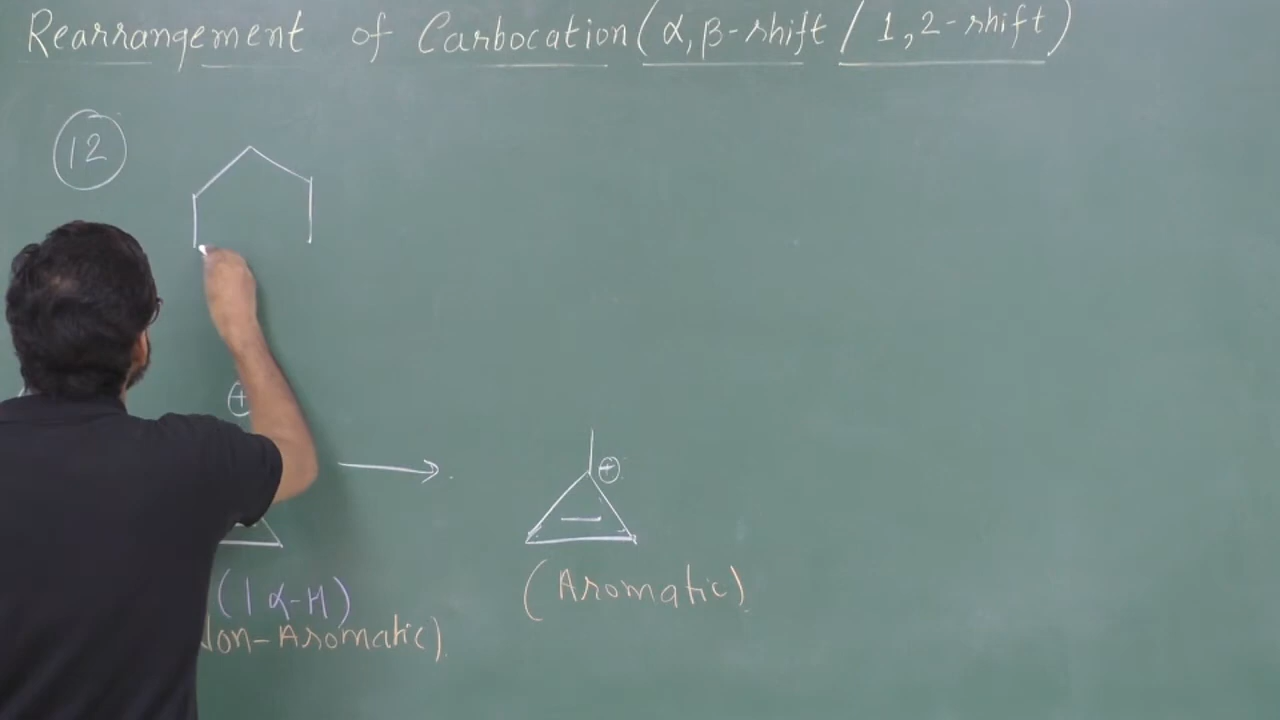 Rearrangement of Carbocation (α,β-shift / 1,2-shift)
12
+
+
(1 α-H)
Non-Aromatic)
(Aromatic)